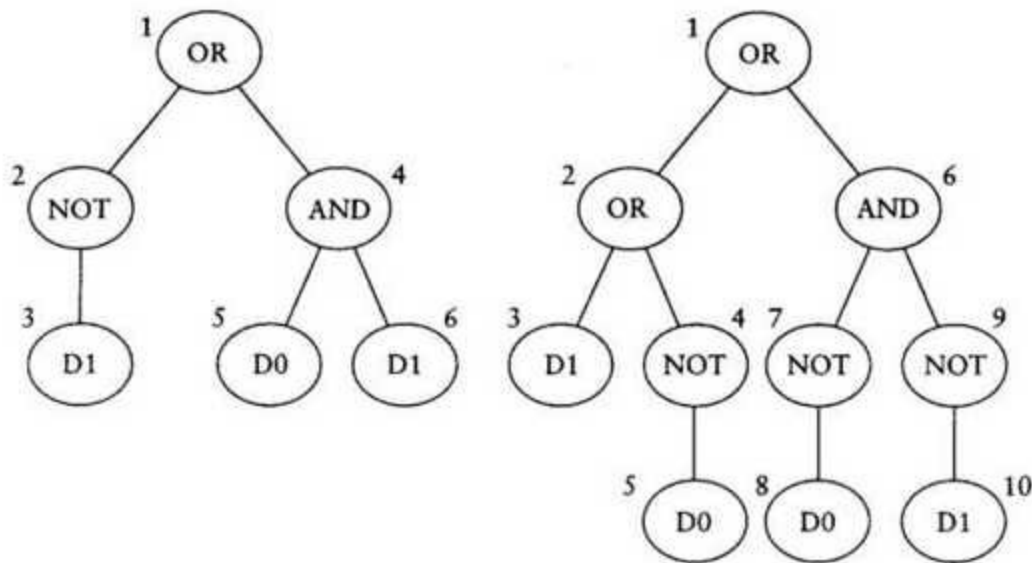 1 OR 1 OR
2 NOT 4 AND 2 OR 6 AND
3 D1 5 D0 6 D1 3 D1 4 NOT 7 NOT 9 NOT
5 D0 8 D0 10 D1